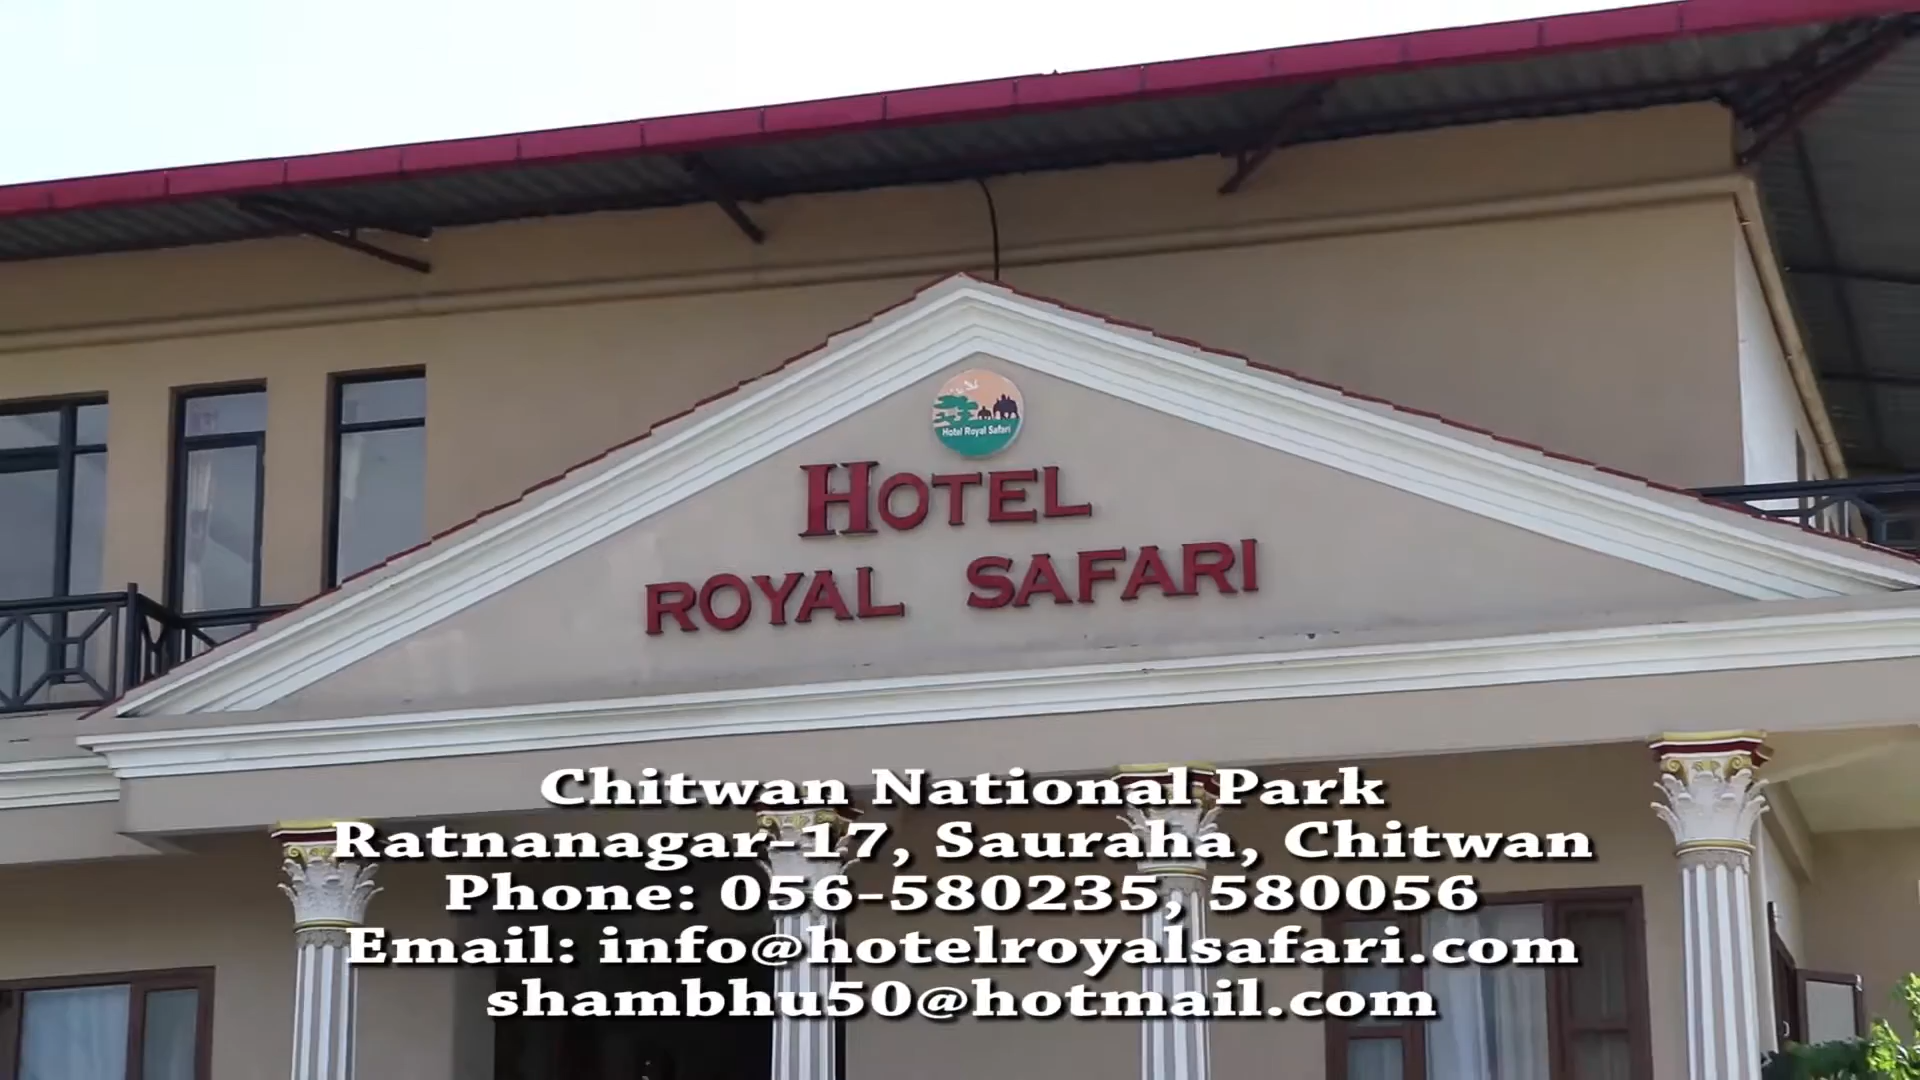 Hotel Royal Safari
HOTEL
ROYAL SAFARI
Chitwan National Park
Ratnanagar-17, Sauraha, Chitwan
Phone: 056-580235, 580056
Email: info@hotelroyalsafari.com
shambhu50@hotmail.com